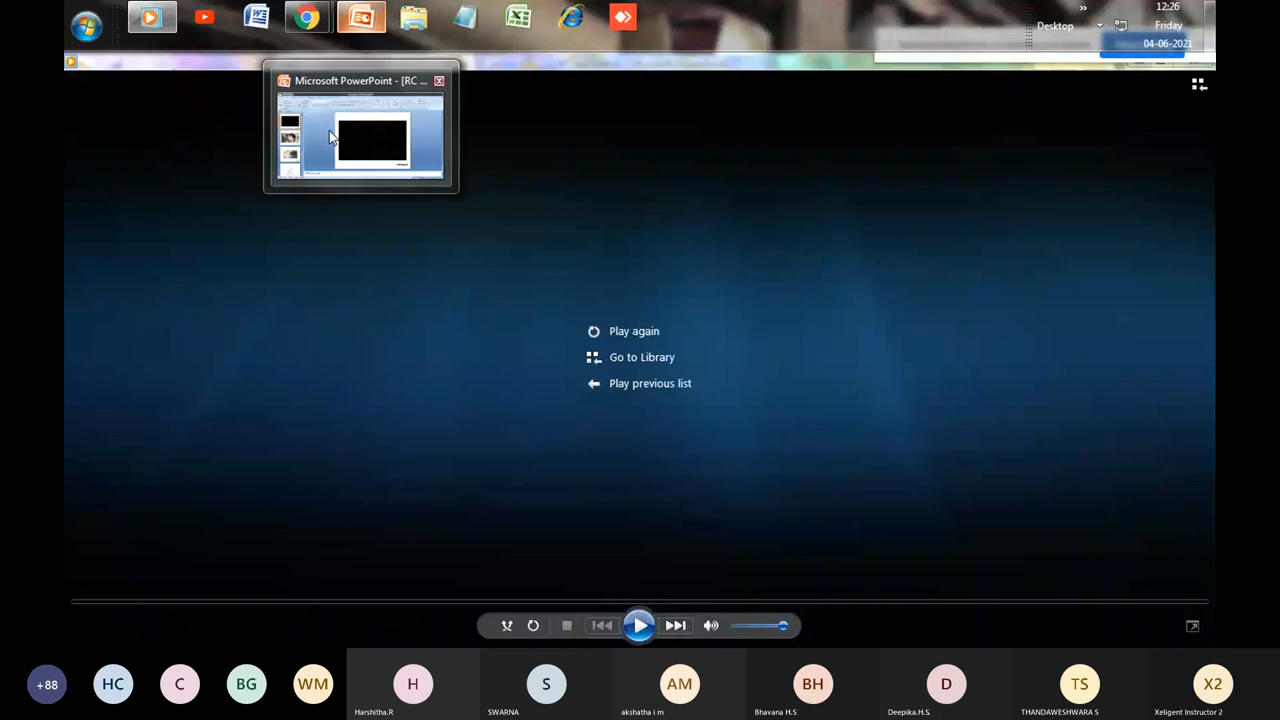 Desktop
»
12:26
Friday
04-06-2021
Microsoft PowerPoint - [RC ...
Play again
Go to Library
Play previous list
+88
HC
C
BG
WM
H
Harshitha.R
S
SWARNA
AM
akshatha i m
BH
Bhavana H.S
D
Deepika.H.S.
TS
THANDAWESHWARA S
X2
Xeligent Instructor 2